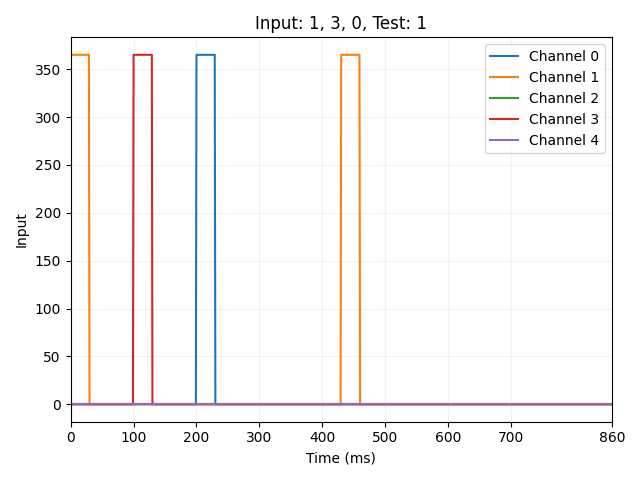 Input: 1, 3, 0, Test: 1
Input
350
300
250
200
150
100
50
0
Channel 0
Channel 1
Channel 2
Channel 3
Channel 4
0 100 200 300 400 500 600 700 860
Time (ms)